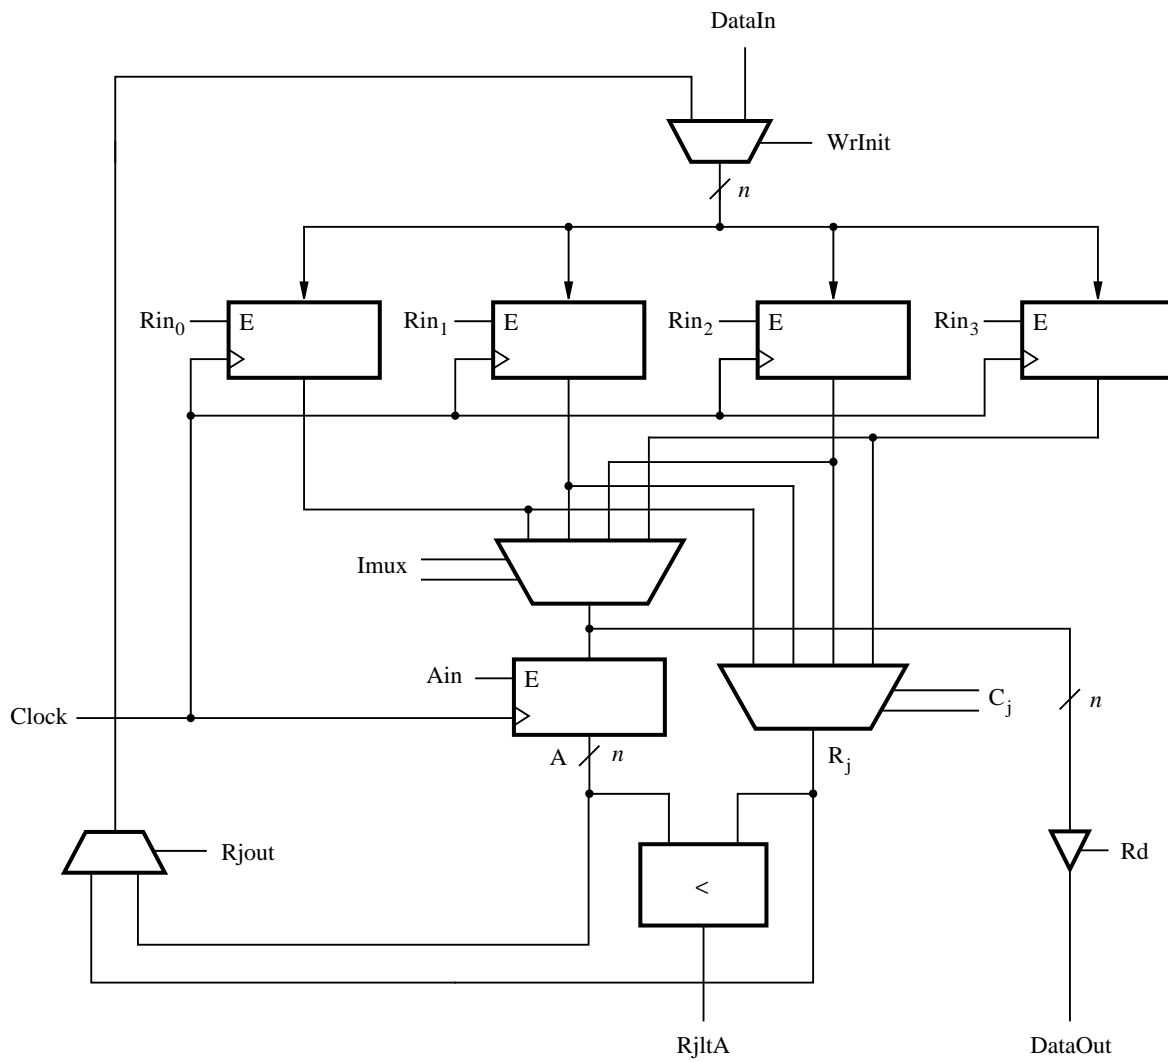 DataIn
WrInit
n
Rin0 E Rin1 E Rin2 E Rin3 E
Imux
Ain E
Cj
n
Clock
A n
Rj
Rjout
<
Rd
RjltA
DataOut